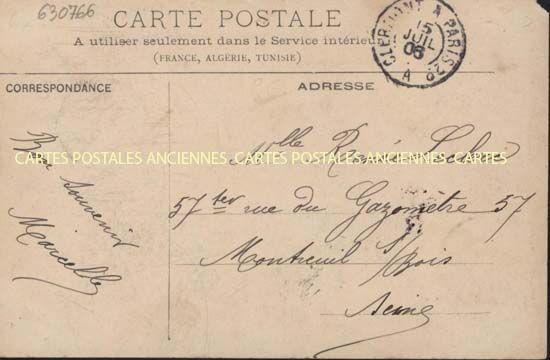 630766
CARTE POSTALE
A utiliser seulement dans le Service intérieur
(FRANCE, ALGÉRIE, TUNISIE)
CLERMONT A PARIS
15
JUIL
05
A
CORRESPONDANCE
ADRESSE
CARTES POSTALES ANCIENNES CARTES POSTALES ANCIENNES CARTES
Bon souvenir
Marcelle
Mlle
57 ter rue du Gazomètre 57
Montreuil s/Bois
Seine